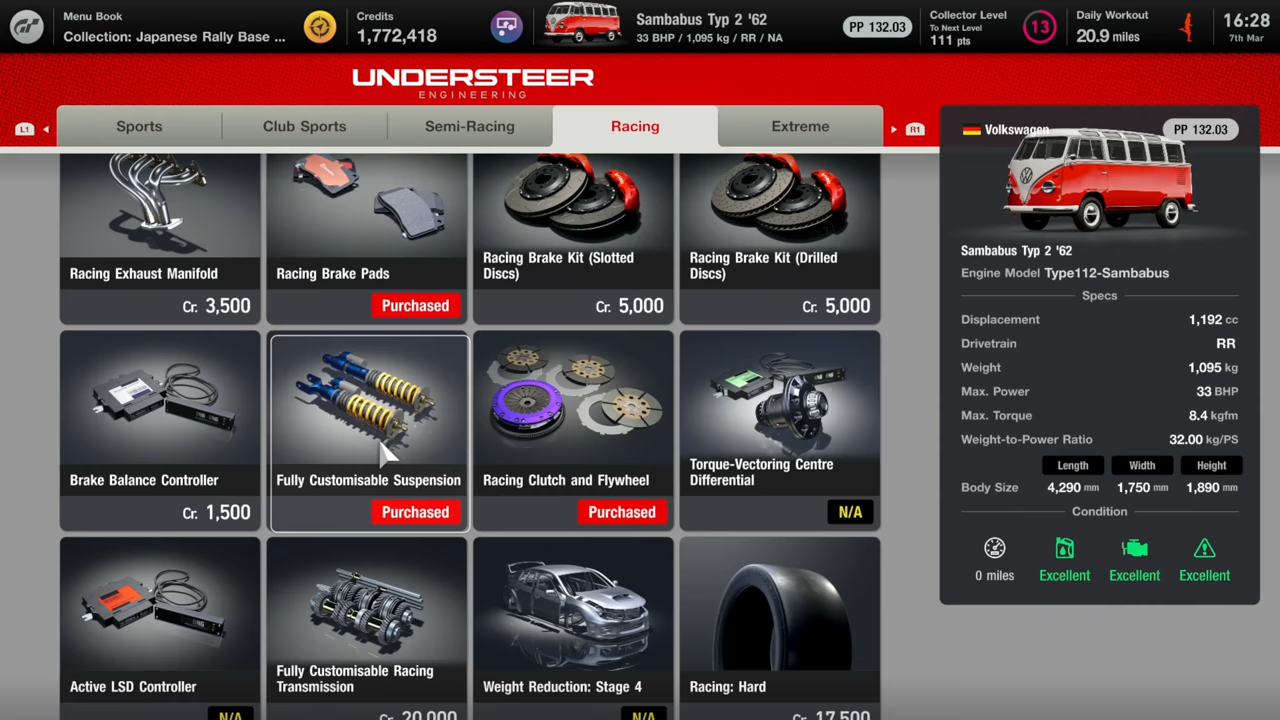 Menu Book
Collection: Japanese Rally Base ...
Credits
1,772,418
Sambabus Typ 2 '62
33 BHP / 1,095 kg / RR / NA
PP 132.03
Collector Level
To Next Level
111 pts
13
Daily Workout
20.9 miles
16:28
7th Mar
UNDERSTEER
ENGINEERING
L1
Sports
Club Sports
Semi-Racing
Racing
Extreme
R1
Racing Exhaust Manifold
Cr. 3,500
Racing Brake Pads
Purchased
Racing Brake Kit (Slotted
Discs)
Cr. 5,000
Racing Brake Kit (Drilled
Discs)
Cr. 5,000
Brake Balance Controller
Cr. 1,500
Fully Customisable Suspension
Purchased
Racing Clutch and Flywheel
Purchased
Torque-Vectoring Centre
Differential
N/A
Active LSD Controller
N/A
Fully Customisable Racing
Transmission
Cr. 20,000
Weight Reduction: Stage 4
N/A
Racing: Hard
Cr. 17,500
Volkswagen
PP 132.03
Sambabus Typ 2 '62
Engine Model Type112-Sambabus
Specs
Displacement 1,192 cc
Drivetrain RR
Weight 1,095 kg
Max. Power 33 BHP
Max. Torque 8.4 kgfm
Weight-to-Power Ratio 32.00 kg/PS
Length Width Height
Body Size 4,290 mm 1,750 mm 1,890 mm
Condition
0 miles Excellent Excellent Excellent